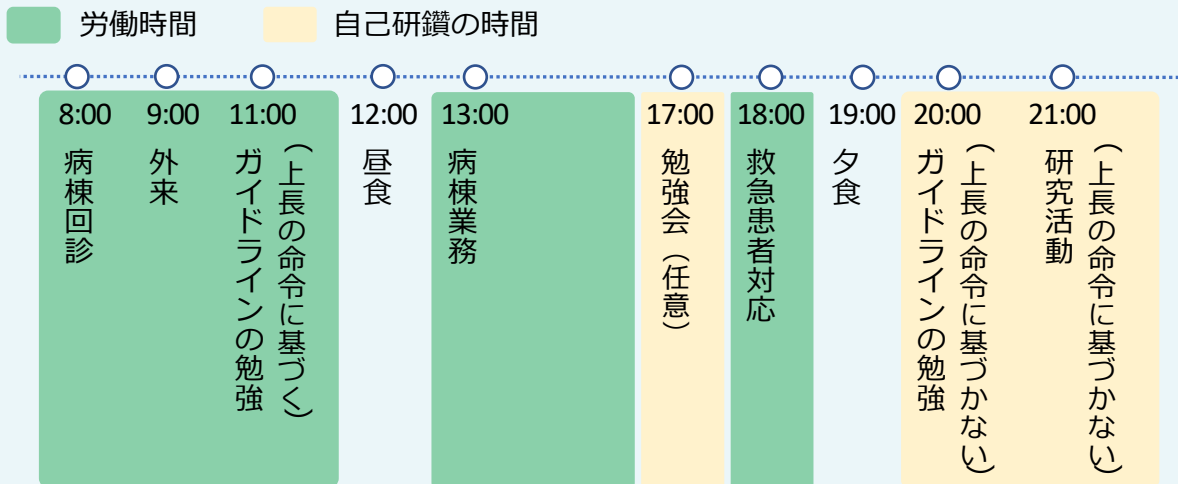 労働時間
自己研鑽の時間
8:00
病棟回診
9:00
外来
11:00
(上長の命令に基づく)
ガイドラインの勉強
12:00
昼食
13:00
病棟業務
17:00
勉強会(任意)
18:00
救急患者対応
19:00
夕食
20:00
(上長の命令に基づかない)
ガイドラインの勉強
21:00
(上長の命令に基づかない)
研究活動